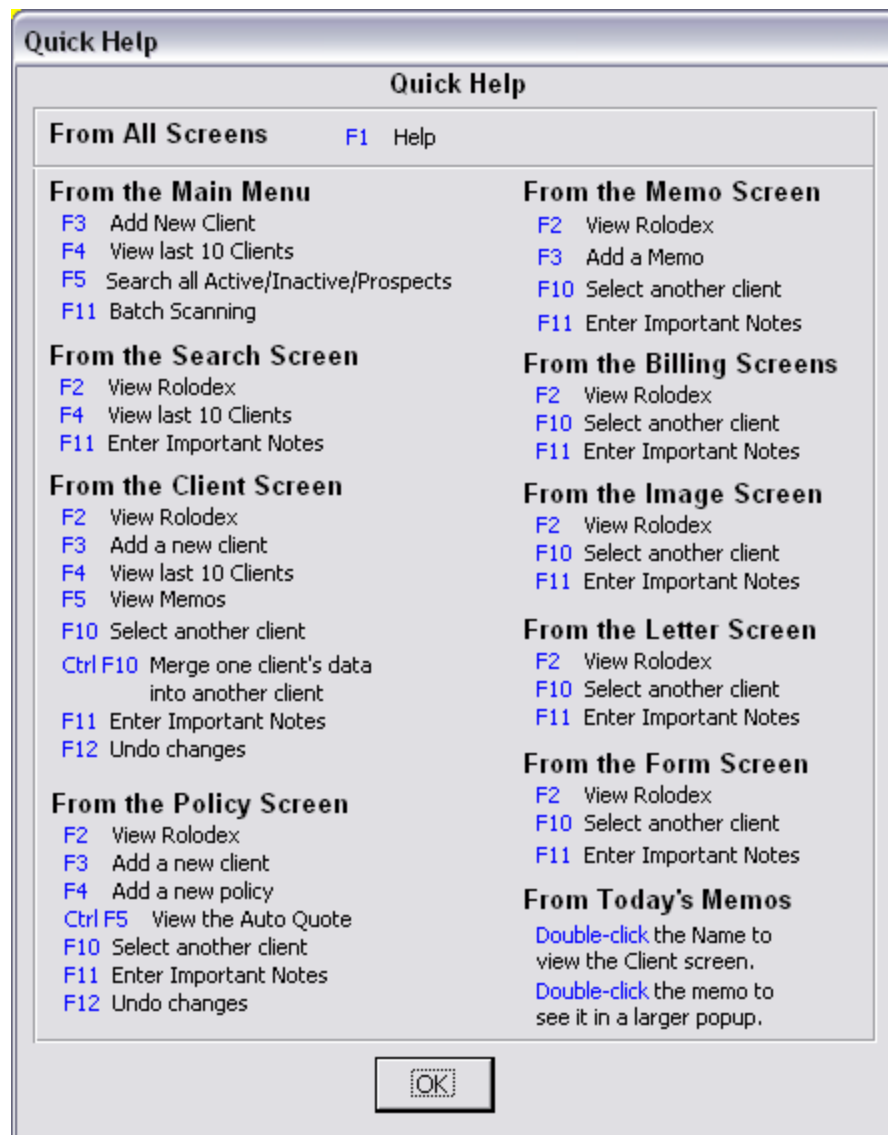 Quick Help
Quick Help
From All Screens F1 Help
From the Main Menu
F3 Add New Client
F4 View last 10 Clients
F5 Search all Active/Inactive/Prospects
F11 Batch Scanning
From the Search Screen
F2 View Rolodex
F4 View last 10 Clients
F11 Enter Important Notes
From the Client Screen
F2 View Rolodex
F3 Add a new client
F4 View last 10 Clients
F5 View Memos
F10 Select another client
Ctrl F10 Merge one client's data
into another client
F11 Enter Important Notes
F12 Undo changes
From the Policy Screen
F2 View Rolodex
F3 Add a new client
F4 Add a new policy
Ctrl F5 View the Auto Quote
F10 Select another client
F11 Enter Important Notes
F12 Undo changes
From the Memo Screen
F2 View Rolodex
F3 Add a Memo
F10 Select another client
F11 Enter Important Notes
From the Billing Screens
F2 View Rolodex
F10 Select another client
F11 Enter Important Notes
From the Image Screen
F2 View Rolodex
F10 Select another client
F11 Enter Important Notes
From the Letter Screen
F2 View Rolodex
F10 Select another client
F11 Enter Important Notes
From the Form Screen
F2 View Rolodex
F10 Select another client
F11 Enter Important Notes
From Today's Memos
Double-click the Name to
view the Client screen.
Double-click the memo to
see it in a larger popup.
OK